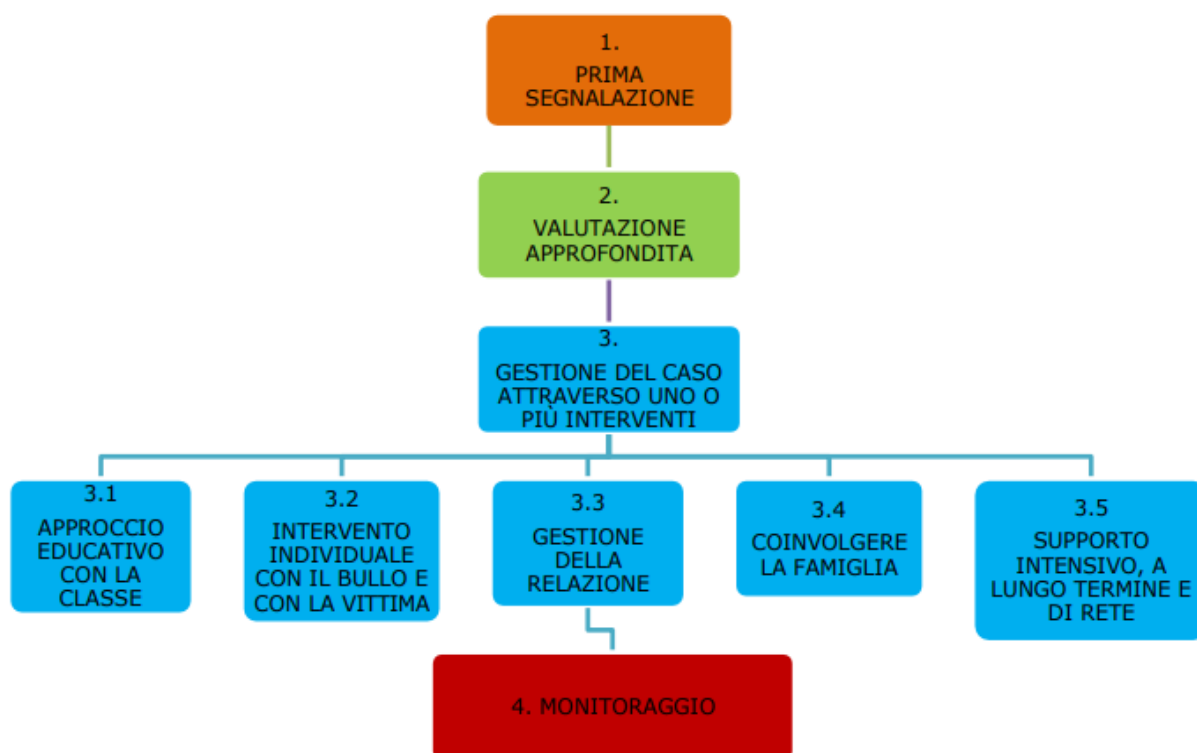 1.
PRIMA
SEGNALAZIONE
2.
VALUTAZIONE
APPROFONDITA
3.
GESTIONE DEL CASO
ATTRAVERSO UNO O
PIÙ INTERVENTI
3.1
APPROCCIO
EDUCATIVO
CON LA
CLASSE
3.2
INTERVENTO
INDIVIDUALE
CON IL BULLO E
CON LA VITTIMA
3.3
GESTIONE
DELLA
RELAZIONE
3.4
COINVOLGERE
LA FAMIGLIA
3.5
SUPPORTO
INTENSIVO, A
LUNGO TERMINE E
DI RETE
4. MONITORAGGIO